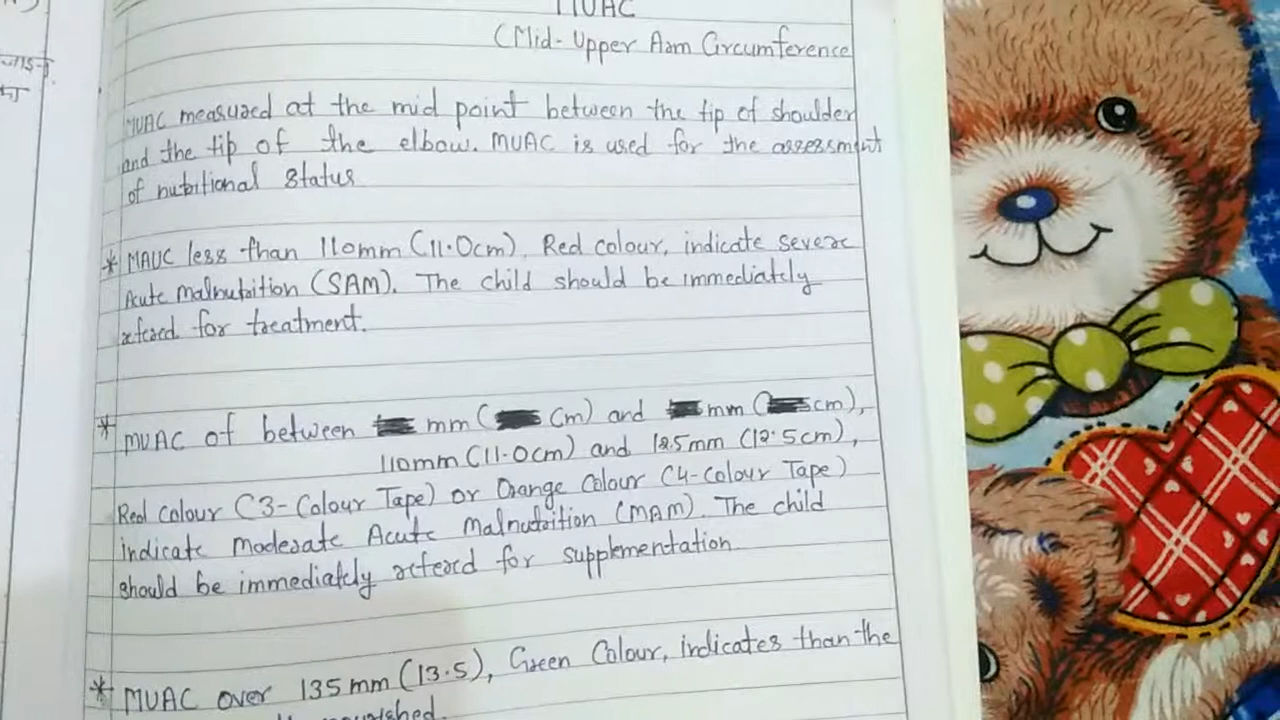 MUAC
(Mid-Upper Arm Circumference
MUAC measured at the mid point between the tip of shoulder
and the tip of the elbow. MUAC is used for the assessment
of nutritional status
* MAUC less than 110mm (11.0cm). Red colour, indicate severe
Acute Malnutrition (SAM). The child should be immediately
refered for treatment.
* MUAC of between mm ( cm) and mm ( cm),
110mm (11.0cm) and 125mm (12.5cm),
Red colour (3-Colour Tape) or Orange Colour (4-Colour Tape)
indicate Moderate Acute Malnutrition (MAM). The child
should be immediately refered for supplementation
* MUAC over 135mm (13.5), Green Colour, indicates than the
nourished.